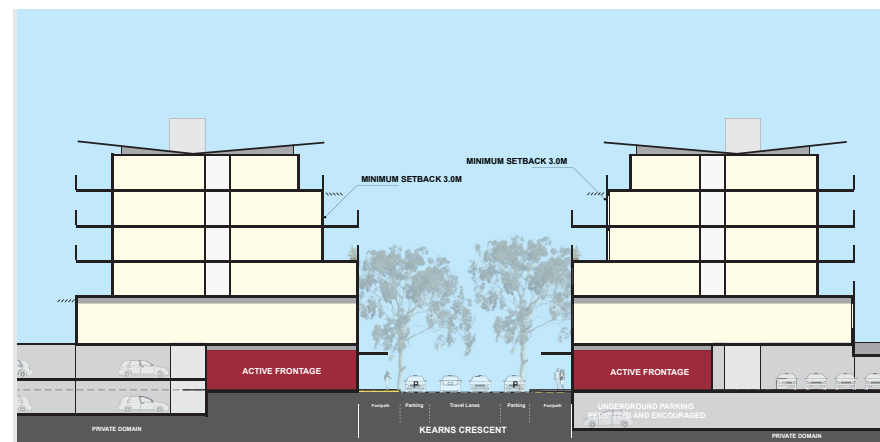 MINIMUM SETBACK 3.0M
MINIMUM SETBACK 3.0M
ACTIVE FRONTAGE
ACTIVE FRONTAGE
P
P
Footpath
Parking
Travel Lanes
Parking
Footpath
UNDERGROUND PARKING
PERMITTED AND ENCOURAGED
PRIVATE DOMAIN
KEARNS CRESCENT
PRIVATE DOMAIN